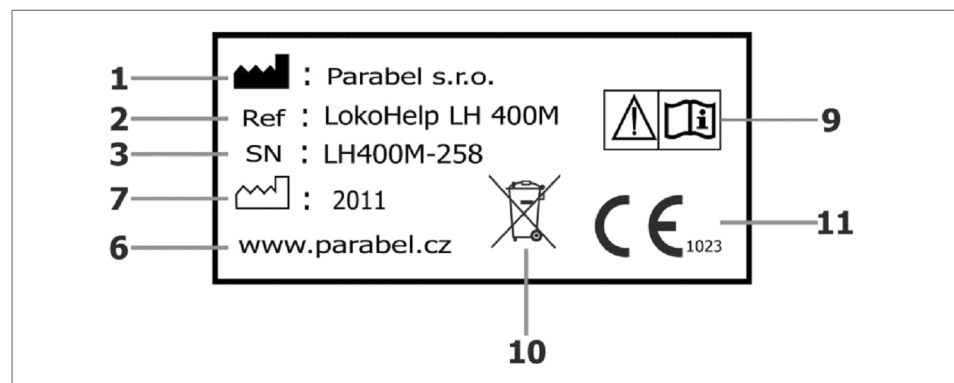 1 : Parabel s.r.o.
2 Ref : LokoHelp LH 400M
9
3 SN : LH400M-258
7 : 2011
6 www.parabel.cz
CE 1023 11
10